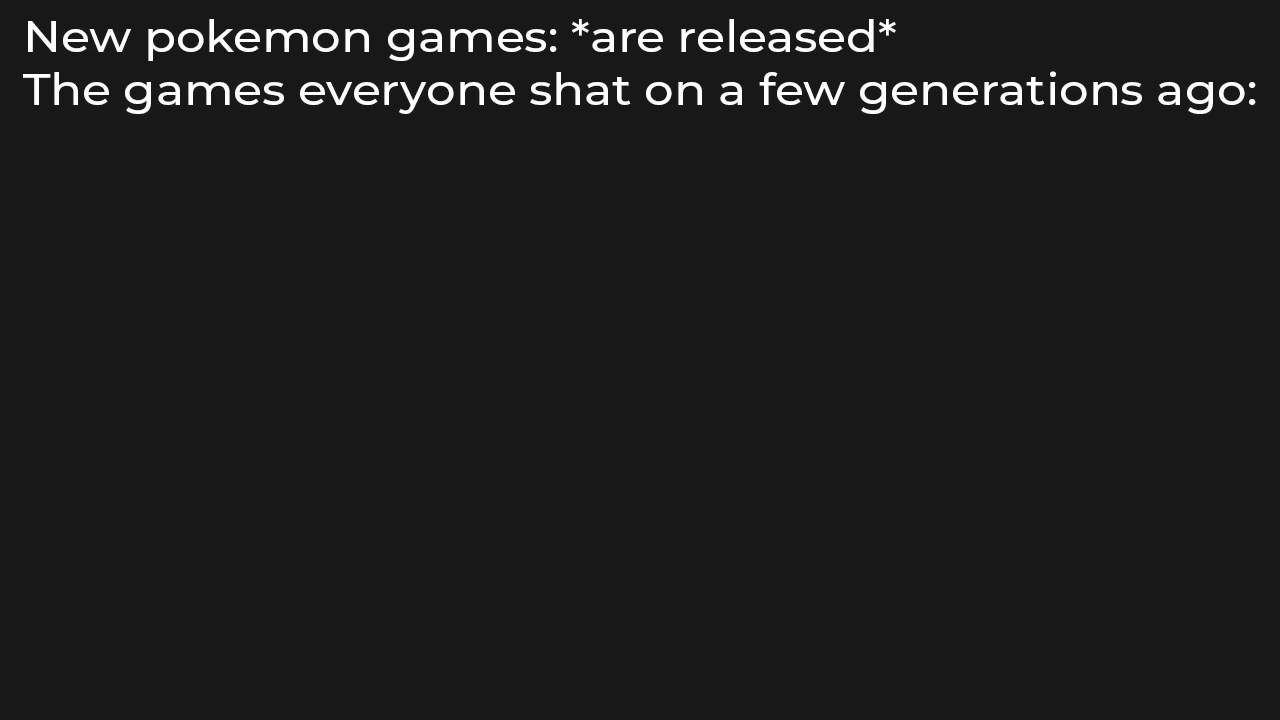 New pokemon games: *are released*
The games everyone shat on a few generations ago: